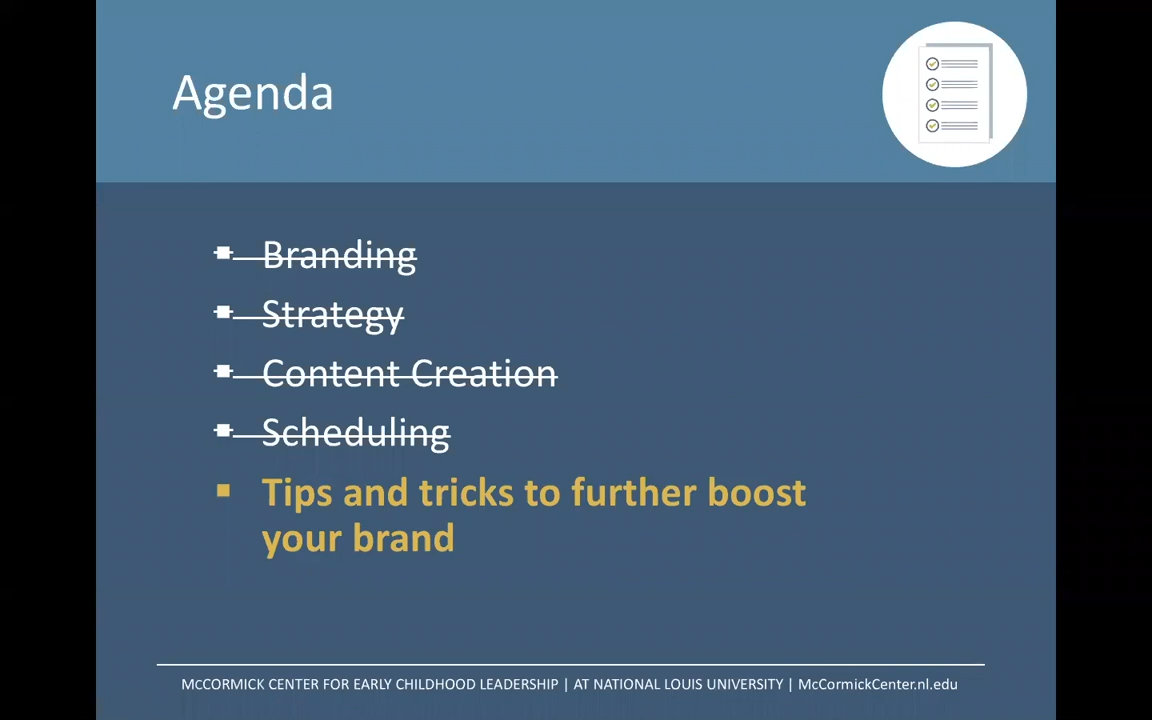 Agenda
Branding
Strategy
Content Creation
Scheduling
Tips and tricks to further boost
your brand
McCORMICK CENTER FOR EARLY CHILDHOOD LEADERSHIP | AT NATIONAL LOUIS UNIVERSITY | McCormickCenter.nl.edu